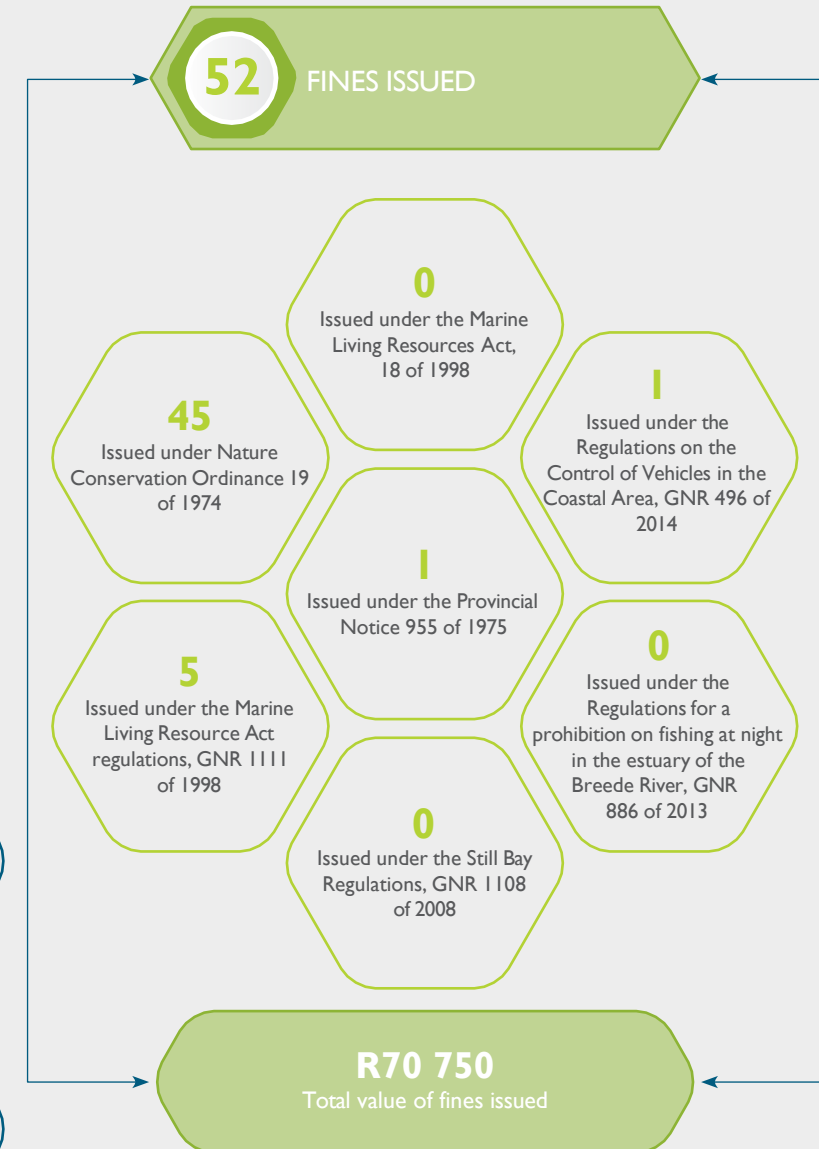 52 FINES ISSUED
0
Issued under the Marine
Living Resources Act,
18 of 1998
45
Issued under Nature
Conservation Ordinance 19
of 1974
1
Issued under the
Regulations on the
Control of Vehicles in the
Coastal Area, GNR 496 of
2014
1
Issued under the Provincial
Notice 955 of 1975
5
Issued under the Marine
Living Resource Act
regulations, GNR 1111
of 1998
0
Issued under the
Regulations for a
prohibition on fishing at night
in the estuary of the
Breede River, GNR
886 of 2013
0
Issued under the Still Bay
Regulations, GNR 1108
of 2008
R70 750
Total value of fines issued